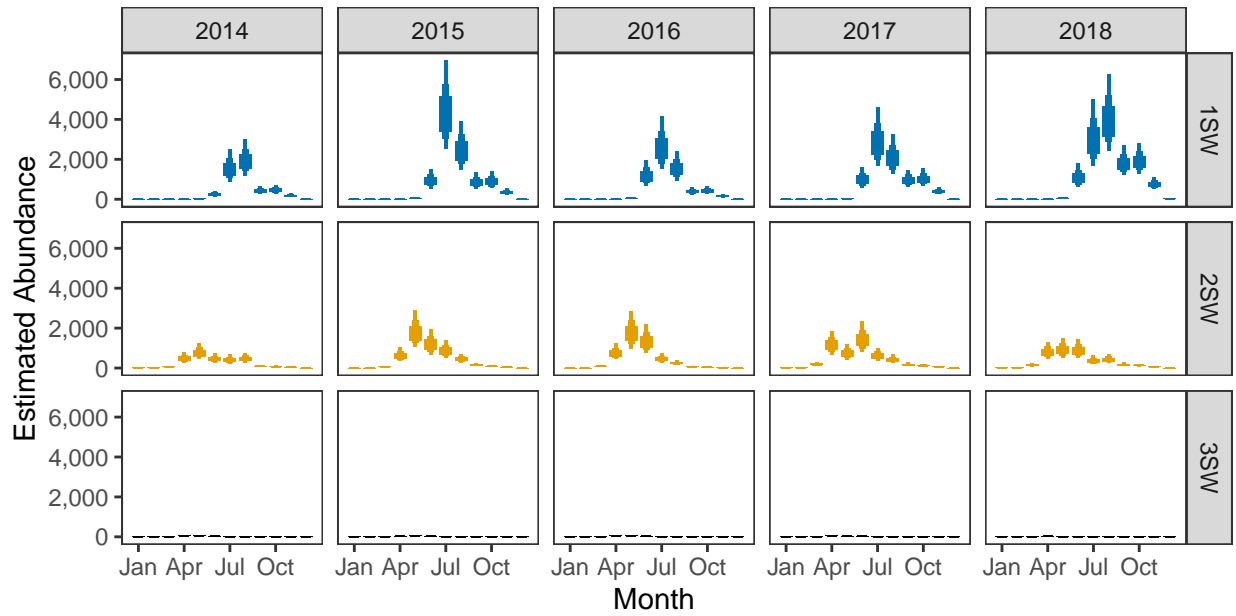 2014 2015 2016 2017 2018
6,000
4,000
2,000
0
1SW
6,000
4,000
2,000
0
2SW
6,000
4,000
2,000
0
3SW
Estimated Abundance
Jan Apr Jul Oct Jan Apr Jul Oct Jan Apr Jul Oct Jan Apr Jul Oct Jan Apr Jul Oct
Month